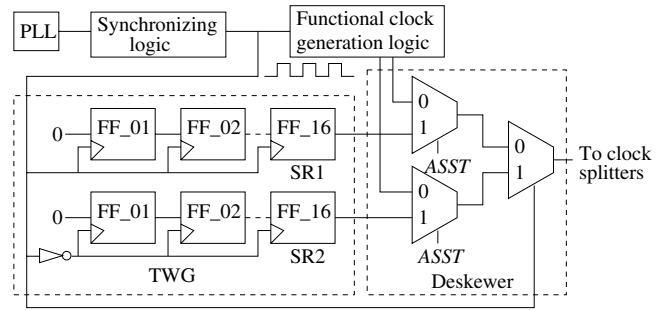 PLL
Synchronizing
logic
Functional clock
generation logic
0
FF_01
FF_02
FF_16
SR1
0
1
ASST
0
1
To clock
splitters
0
FF_01
FF_02
FF_16
SR2
0
1
ASST
TWG
Deskewer